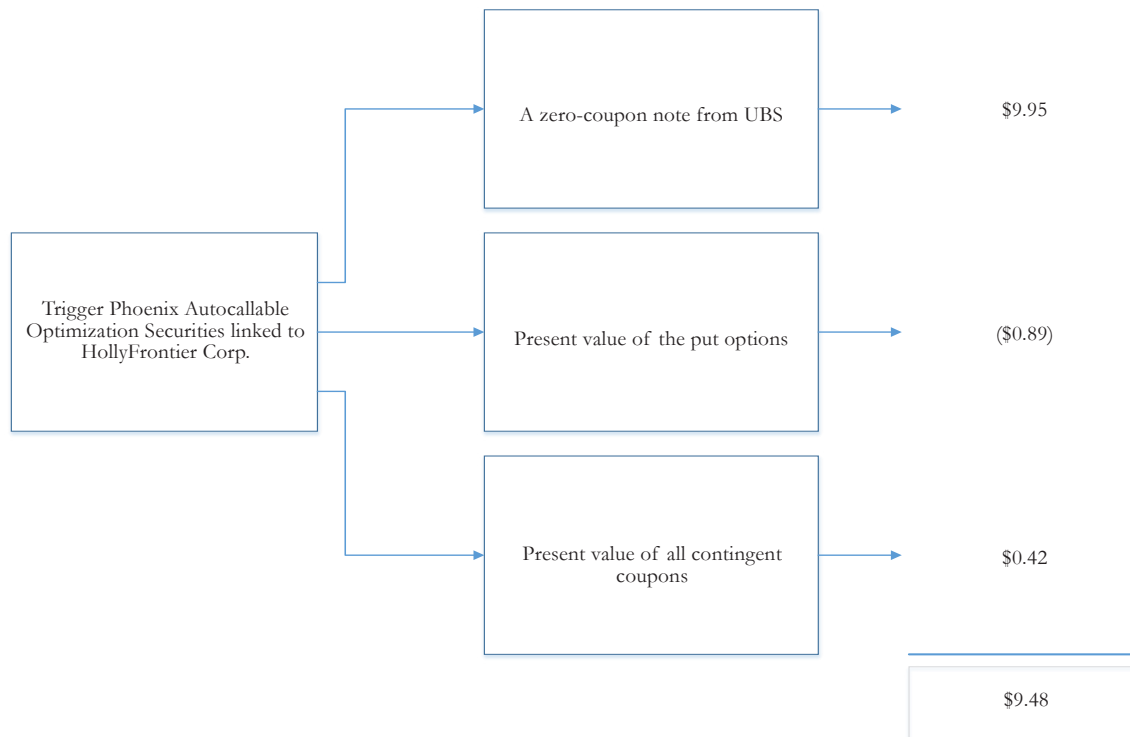 A zero-coupon note from UBS
$9.95
Trigger Phoenix Autocallable
Optimization Securities linked to
HollyFrontier Corp.
Present value of the put options
($0.89)
Present value of all contingent
coupons
$0.42
$9.48